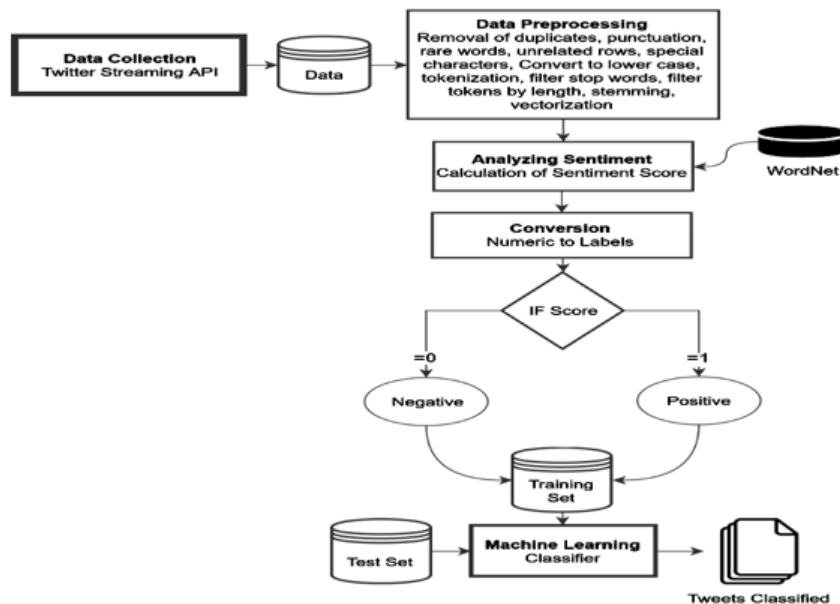 Data Collection
Twitter Streaming API
Data
Data Preprocessing
Removal of duplicates, punctuation,
rare words, unrelated rows, special
characters, Convert to lower case,
tokenization, filter stop words, filter
tokens by length, stemming,
vectorization
Analyzing Sentiment
Calculation of Sentiment Score
WordNet
Conversion
Numeric to Labels
IF Score
=0
=1
Negative
Positive
Training
Set
Test Set
Machine Learning
Classifier
Tweets Classified